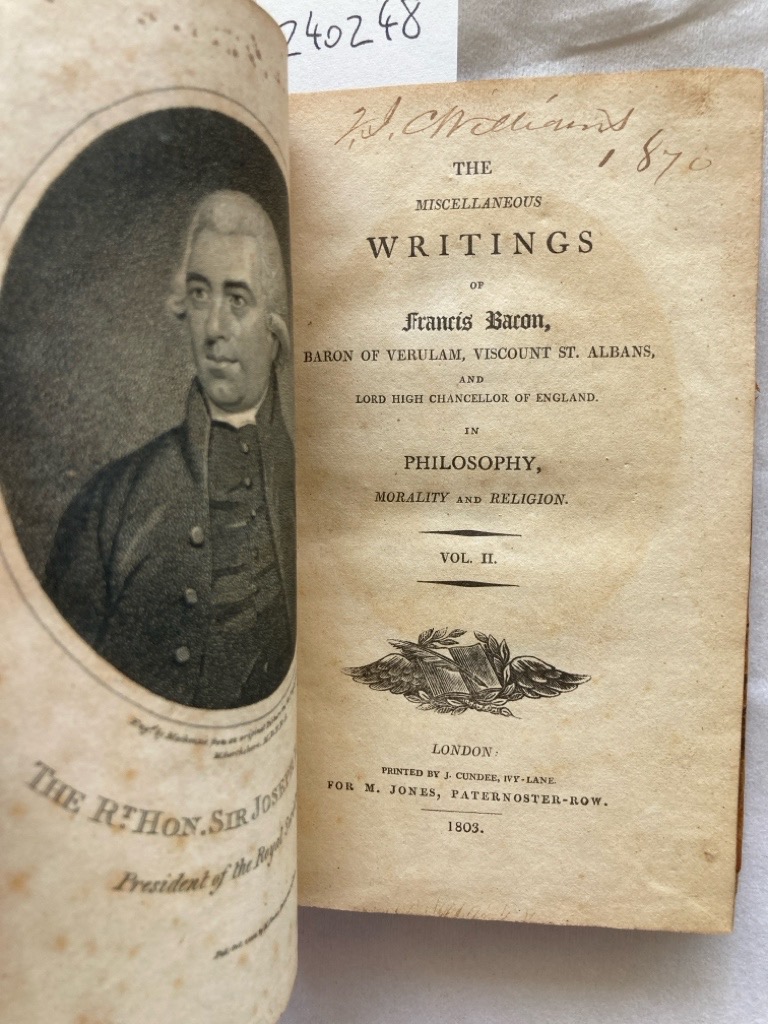 240248
THE RT. HON. SIR JOSEPH
President of the Royal
V.J. Williams
1870
THE
MISCELLANEOUS
WRITINGS
OF
Francis Bacon,
BARON OF VERULAM, VISCOUNT ST. ALBANS,
AND
LORD HIGH CHANCELLOR OF ENGLAND.
IN
PHILOSOPHY,
MORALITY AND RELIGION.
VOL. II.
LONDON:
PRINTED BY J. CUNDEE, IVY-LANE.
FOR M. JONES, PATERNOSTER-ROW.
1803.